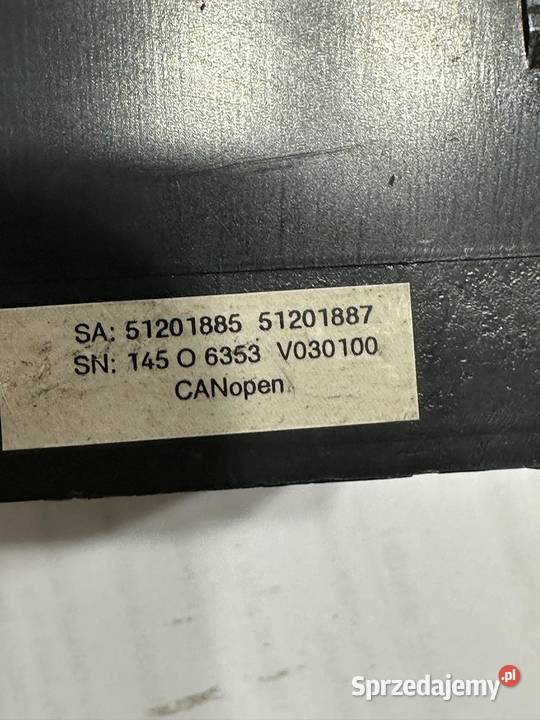 SA: 51201885 51201887
SN: 145 O 6353 V030100
CANopen
Sprzedajemy.pl